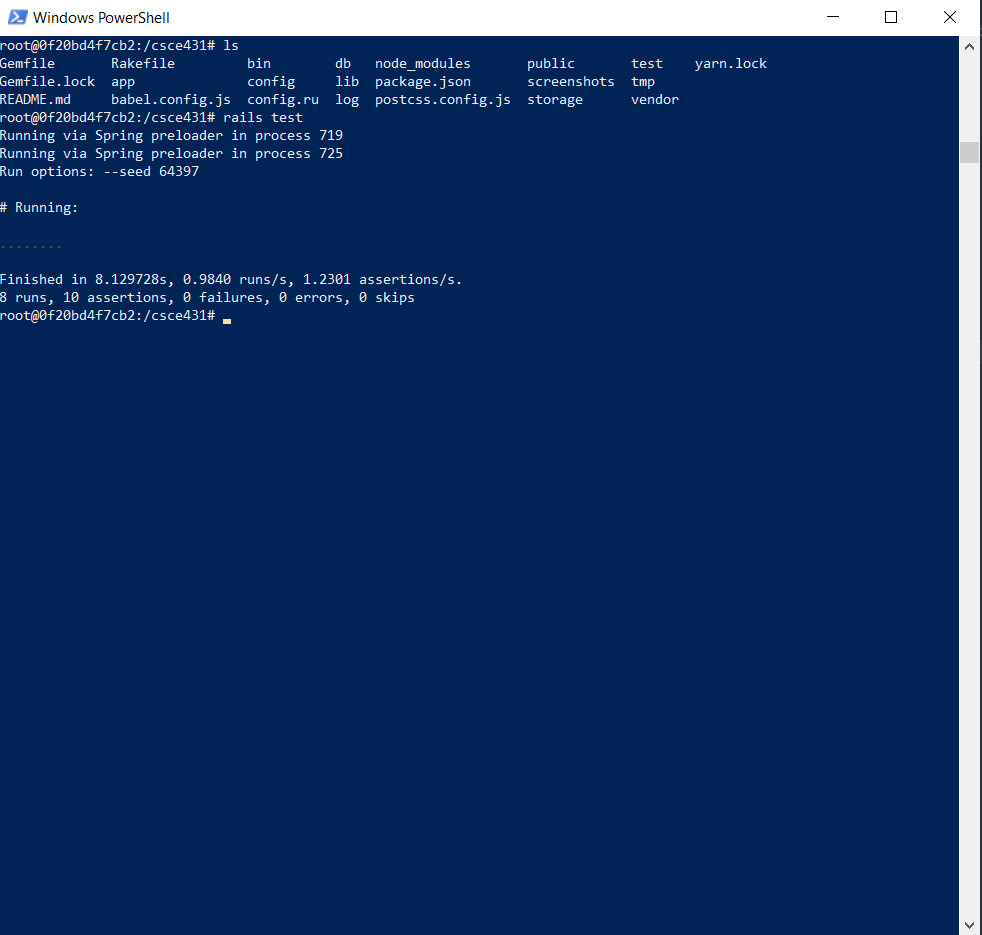 Windows PowerShell
root@0f20bd4f7cb2:/csce431# ls
Gemfile       Rakefile         bin        db   node_modules       public       test    yarn.lock
Gemfile.lock  app              config     lib  package.json       screenshots  tmp
README.md     babel.config.js  config.ru  log  postcss.config.js  storage      vendor
root@0f20bd4f7cb2:/csce431# rails test
Running via Spring preloader in process 719
Running via Spring preloader in process 725
Run options: --seed 64397
# Running:
........
Finished in 8.129728s, 0.9840 runs/s, 1.2301 assertions/s.
8 runs, 10 assertions, 0 failures, 0 errors, 0 skips
root@0f20bd4f7cb2:/csce431#